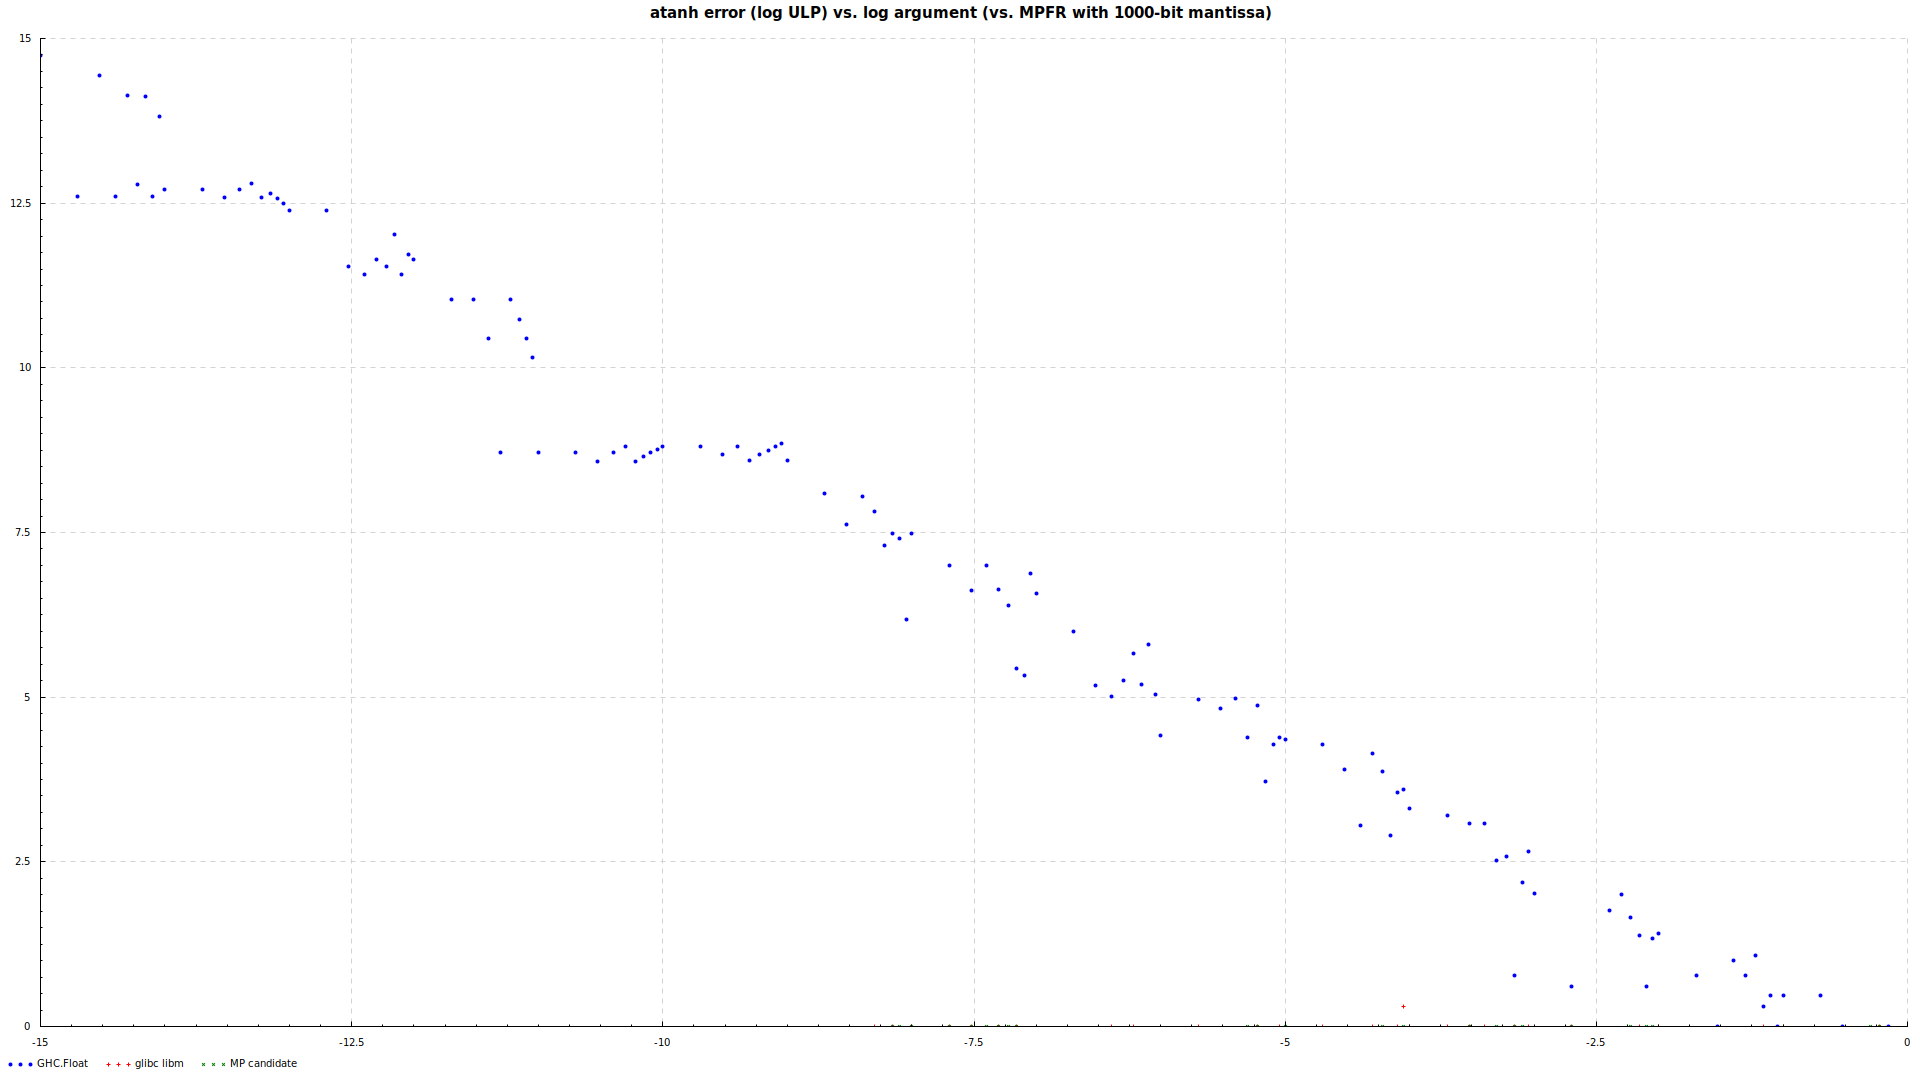 atanh error (log ULP) vs. log argument (vs. MPFR with 1000-bit mantissa)
15
12.5
10
7.5
5
2.5
0
-15 -12.5 -10 -7.5 -5 -2.5 0
GHC.Float glibc libm MP candidate